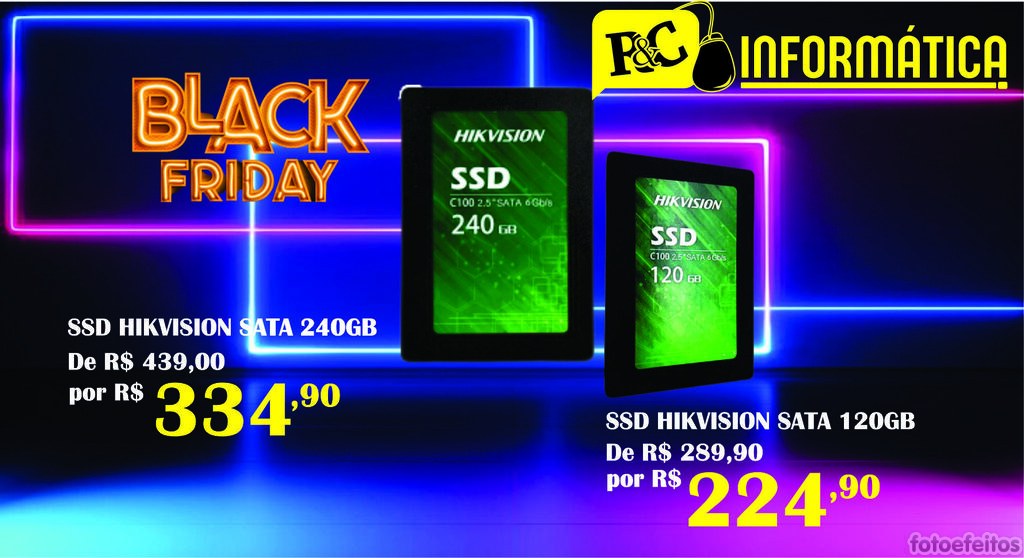 P&C INFORMÁTICA
BLACK
FRIDAY
HIKVISION
SSD
C100 2.5" SATA 6Gb/s
240 GB
HIKVISION
SSD
C100 2.5" SATA 6Gb/s
120 GB
SSD HIKVISION SATA 240GB
De R$ 439,00
por R$ 334,90
SSD HIKVISION SATA 120GB
De R$ 289,90
por R$ 224,90
fotoefeitos